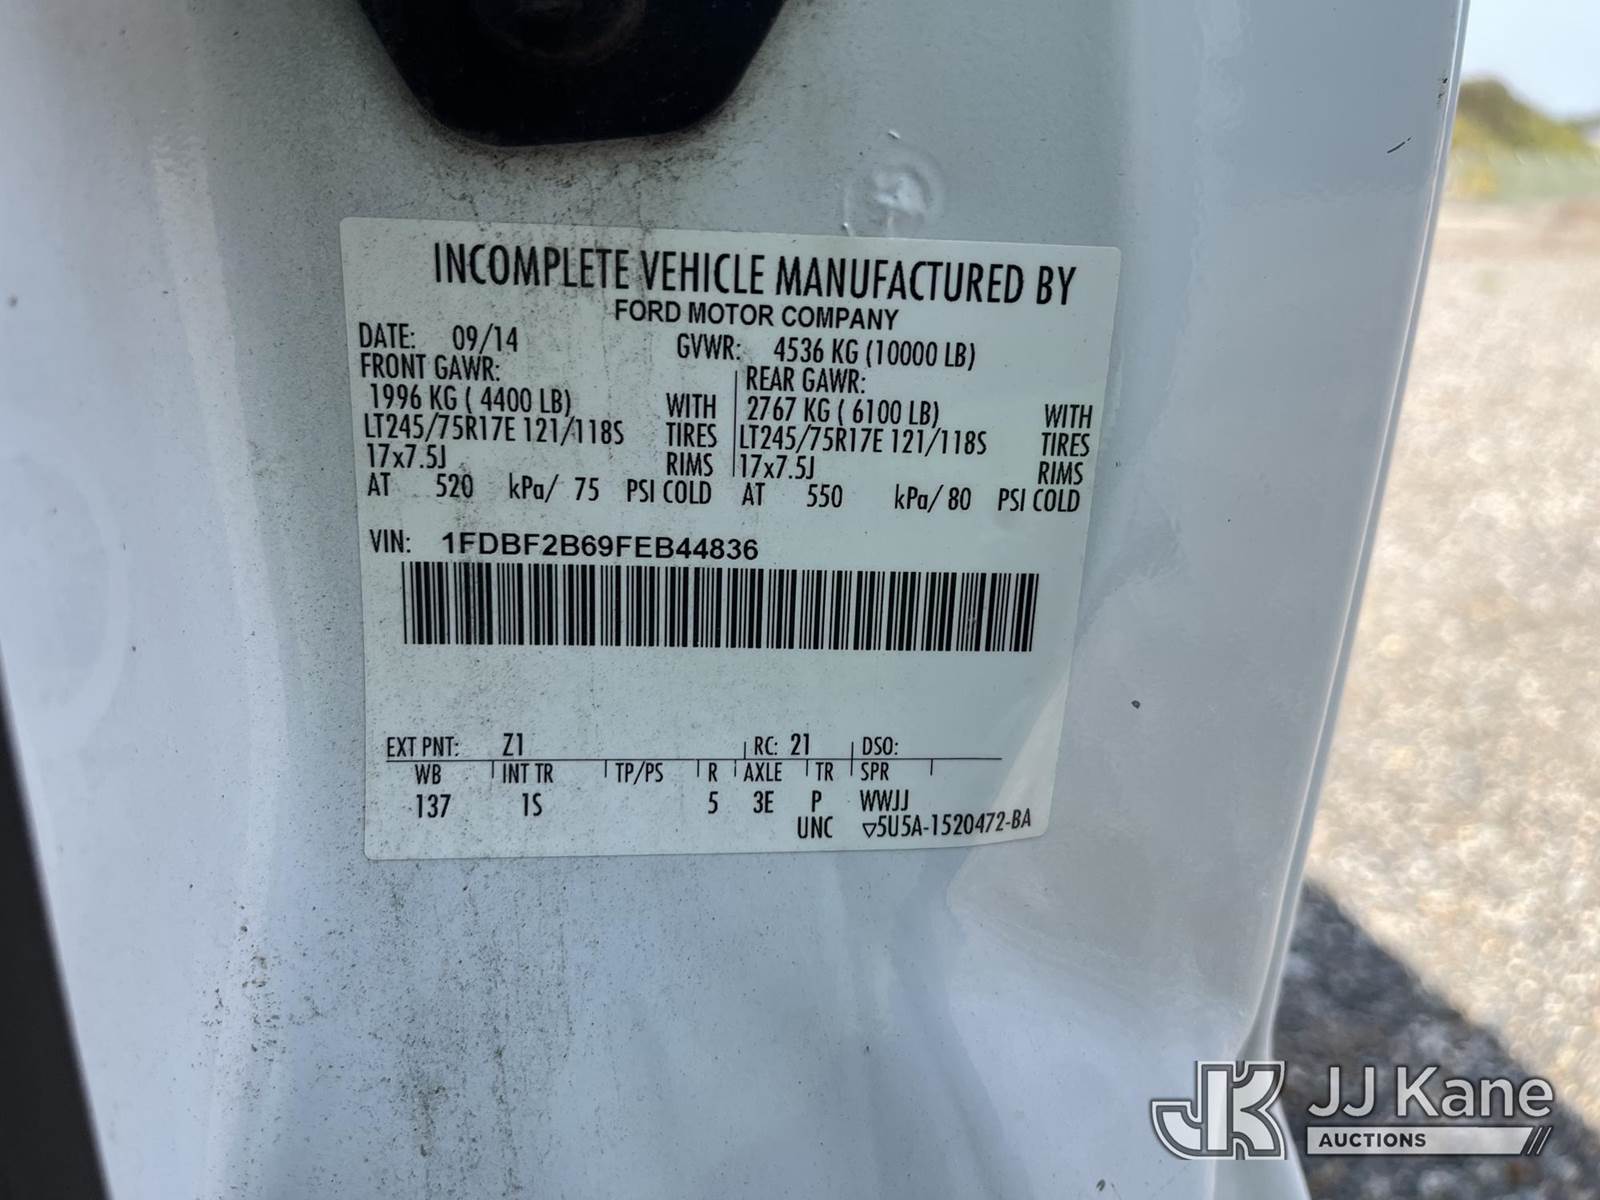 INCOMPLETE VEHICLE MANUFACTURED BY
FORD MOTOR COMPANY
DATE: 09/14 GVWR: 4536 KG (10000 LB)
FRONT GAWR: REAR GAWR:
1996 KG ( 4400 LB) WITH 2767 KG ( 6100 LB) WITH
LT245/75R17E 121/118S TIRES LT245/75R17E 121/118S TIRES
17x7.5J RIMS 17x7.5J RIMS
AT 520 kPa/ 75 PSI COLD AT 550 kPa/ 80 PSI COLD
VIN: 1FDBF2B69FEB44836
EXT PNT: Z1 RC: 21 DSO:
WB INT TR TP/PS R AXLE TR SPR
137 1S 5 3E P WWJJ
UNC ▽5U5A-1520472-BA
JK JJ Kane
AUCTIONS